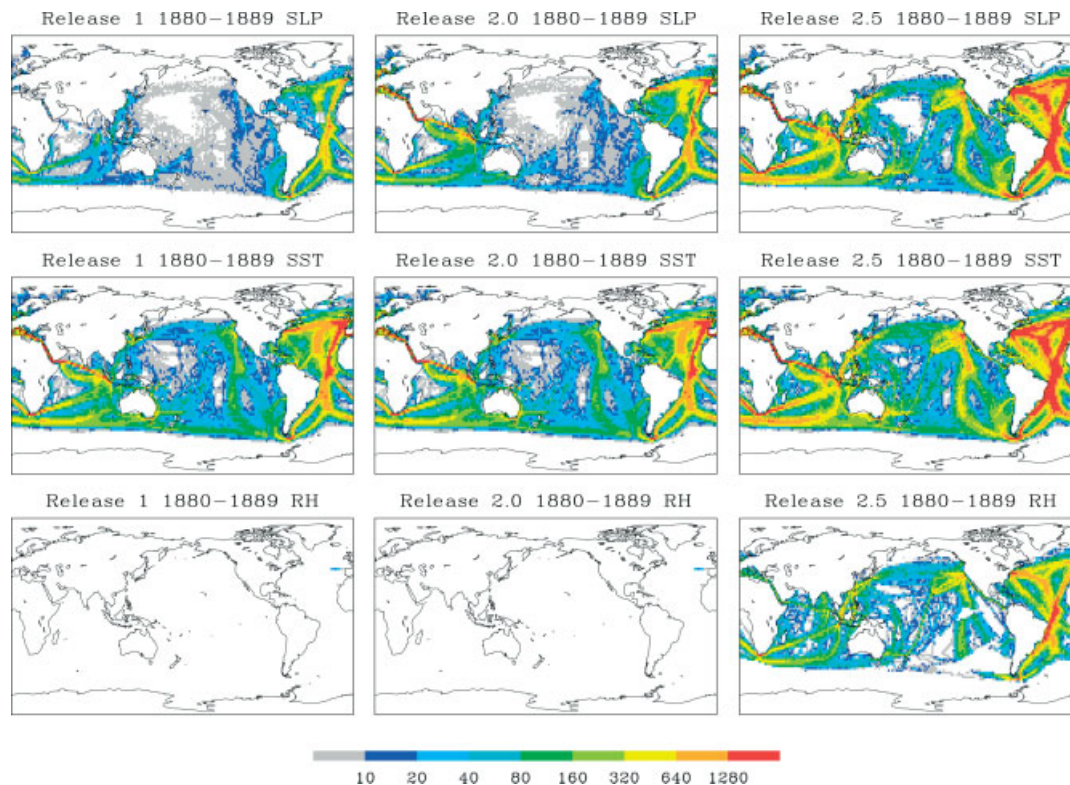 Release 1 1880-1889 SLP
Release 2.0 1880-1889 SLP
Release 2.5 1880-1889 SLP
Release 1 1880-1889 SST
Release 2.0 1880-1889 SST
Release 2.5 1880-1889 SST
Release 1 1880-1889 RH
Release 2.0 1880-1889 RH
Release 2.5 1880-1889 RH
10 20 40 80 160 320 640 1280